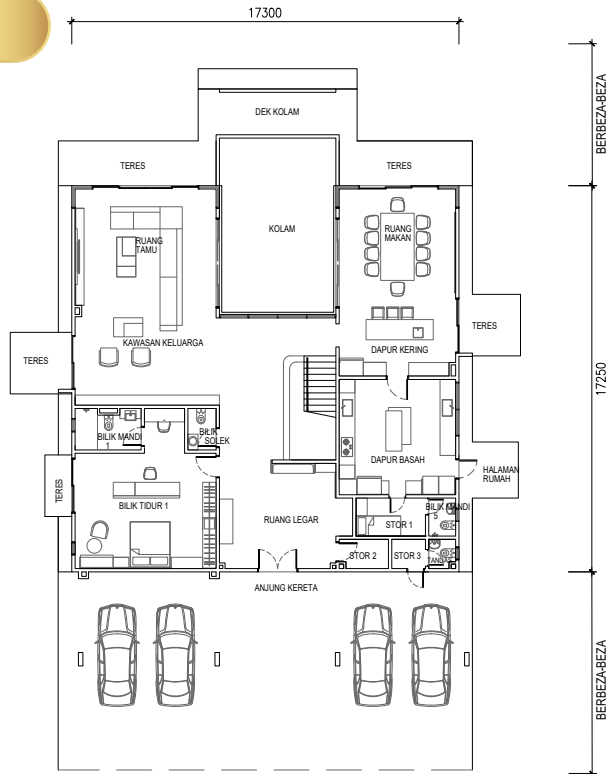 17300
BERBEZA-BEZA
DEK KOLAM
TERES
TERES
KOLAM
RUANG
TAMU
RUANG
MAKAN
TERES
17250
KAWASAN KELUARGA
DAPUR KERING
TERES
BILIK MANDI
1
BILIK
SOLEK
DAPUR BASAH
HALAMAN
RUMAH
TERES
BILIK TIDUR 1
BILIK MANDI
5
RUANG LEGAR
STOR 1
STOR 2
STOR 3
TANDAS
ANJUNG KERETA
BERBEZA-BEZA